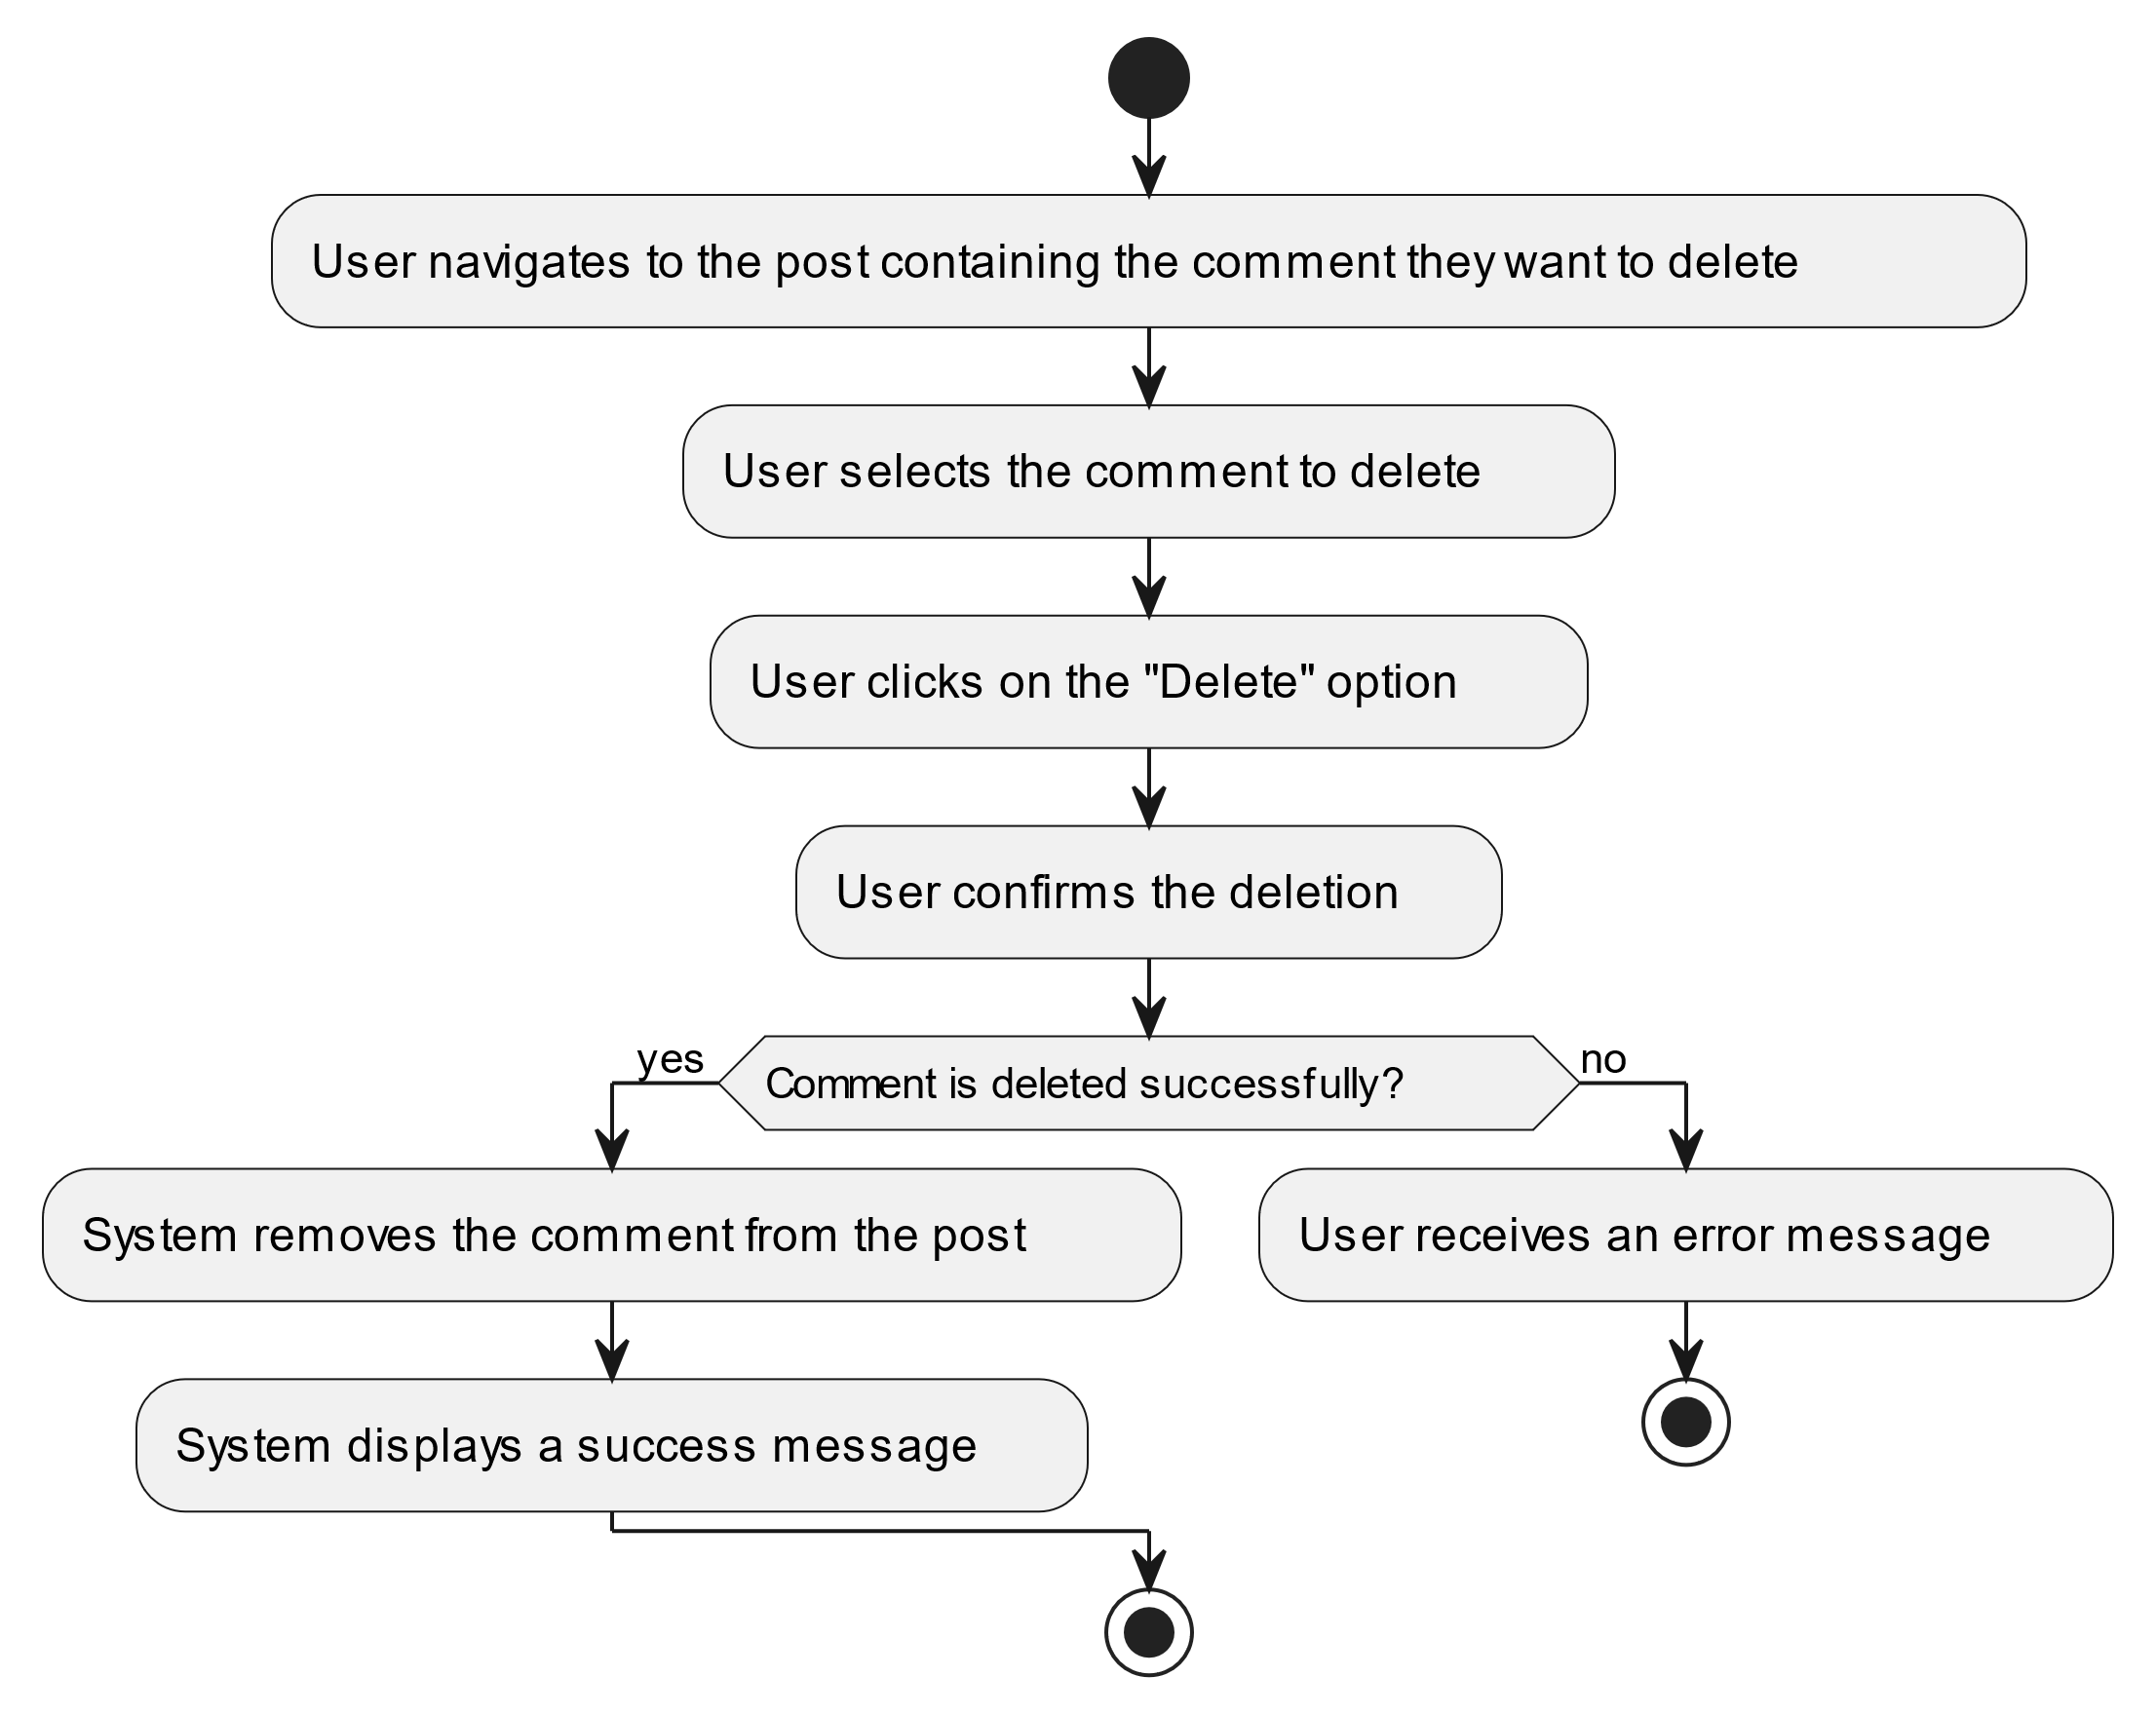 User navigates to the post containing the comment they want to delete
User selects the comment to delete
User clicks on the "Delete" option
User confirms the deletion
yes
Comment is deleted successfully?
no
System removes the comment from the post
User receives an error message
System displays a success message